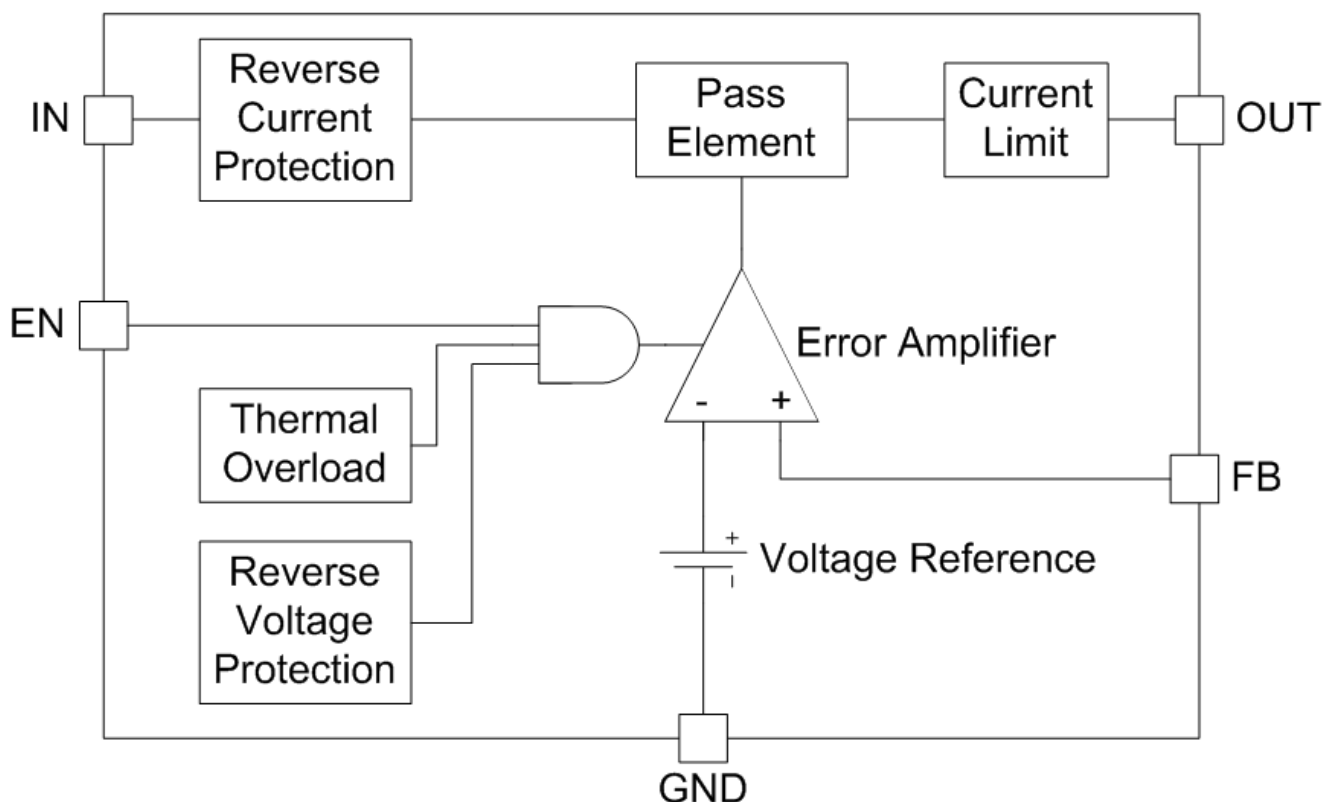 Reverse
Current
Protection
Pass
Element
Current
Limit
IN
OUT
EN
Error Amplifier
- +
Thermal
Overload
FB
+
Voltage Reference
-
Reverse
Voltage
Protection
GND